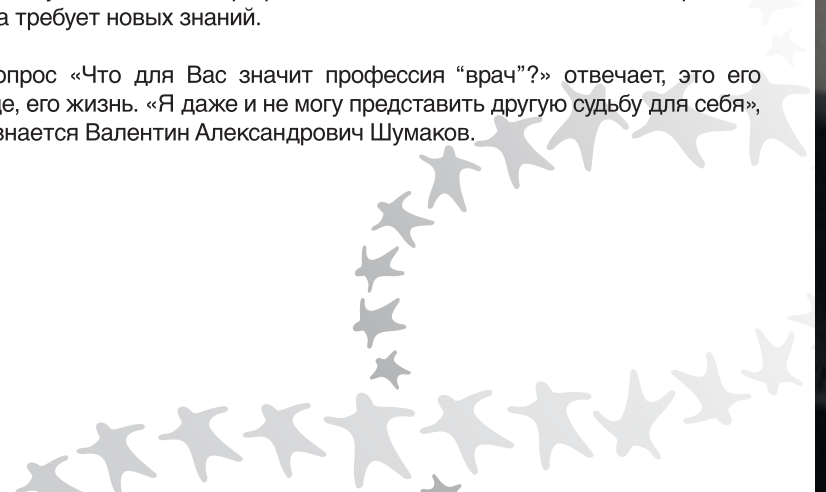 а требует новых знаний.
опрос «Что для Вас значит профессия “врач”?» отвечает, это его
це, его жизнь. «Я даже и не могу представить другую судьбу для себя»,
знается Валентин Александрович Шумаков.